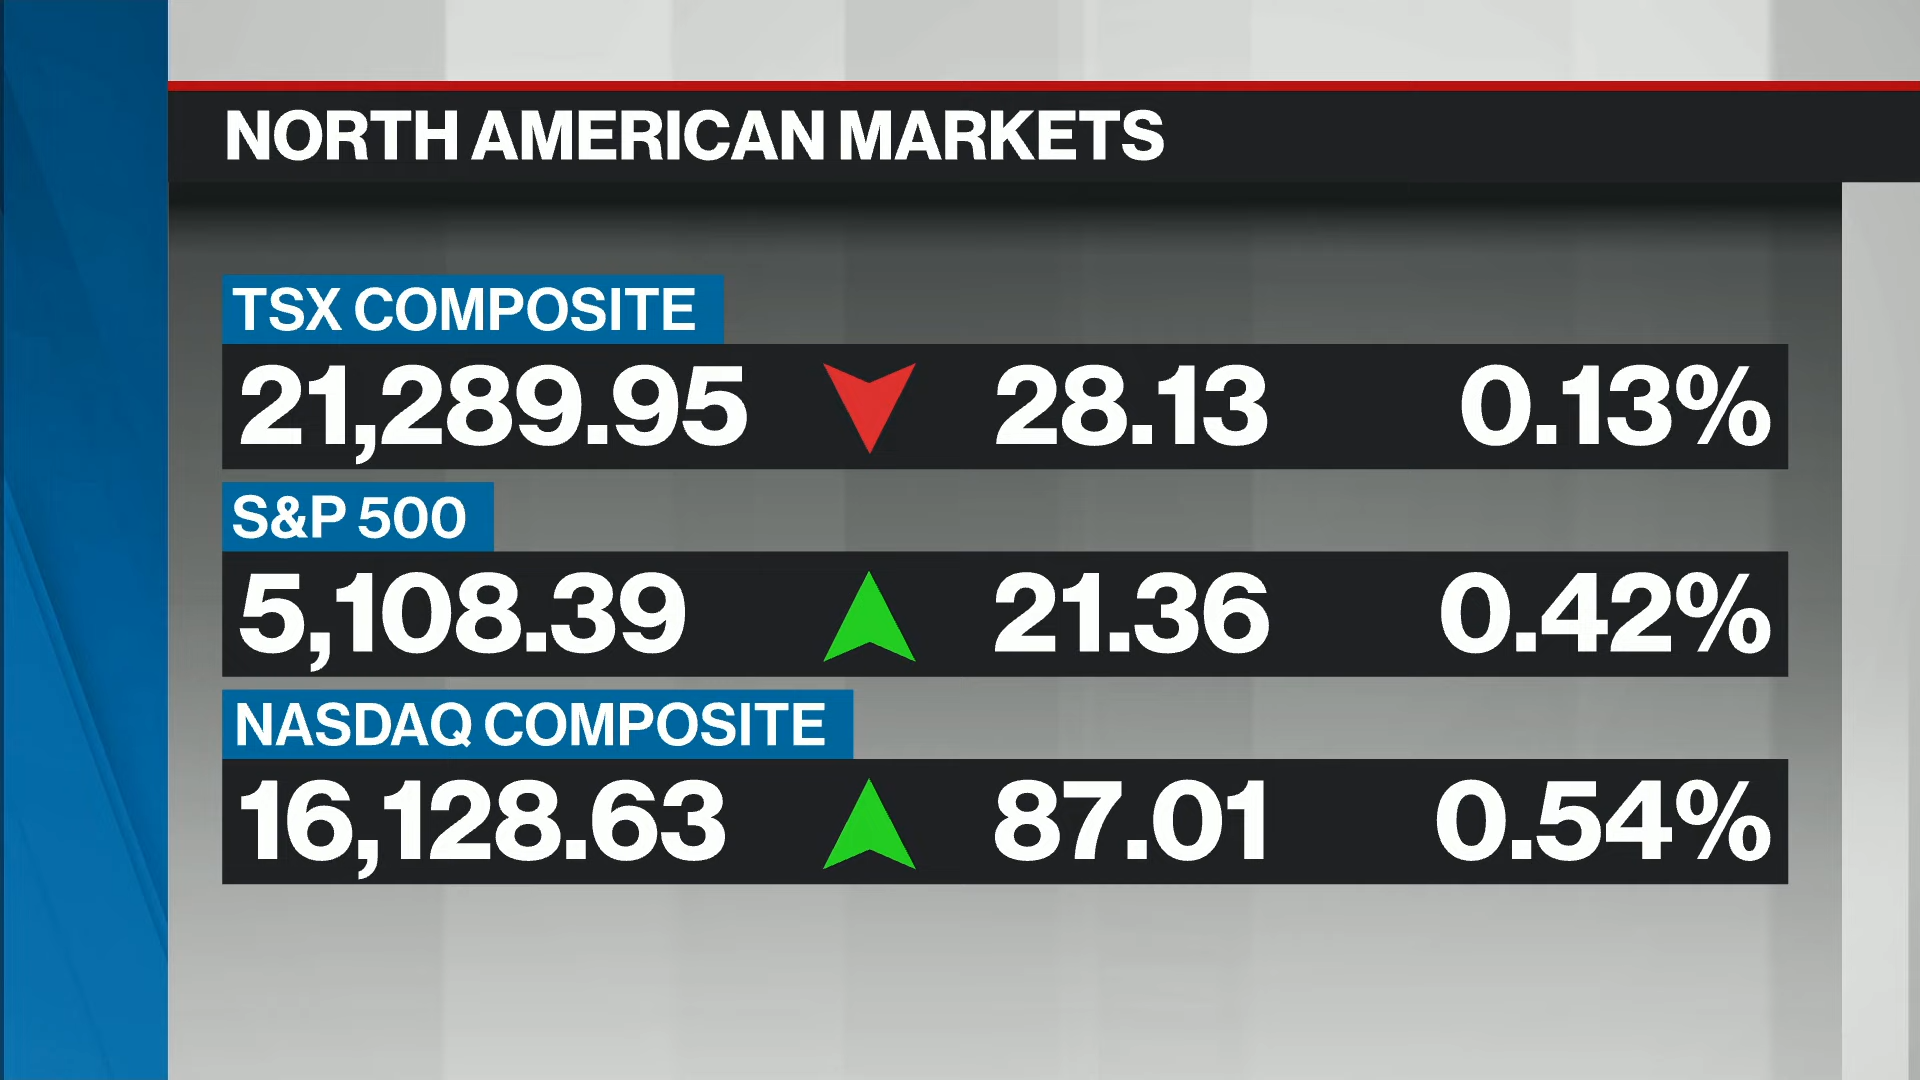 NORTH AMERICAN MARKETS
TSX COMPOSITE
21,289.95 28.13 0.13%
S&P 500
5,108.39 21.36 0.42%
NASDAQ COMPOSITE
16,128.63 87.01 0.54%